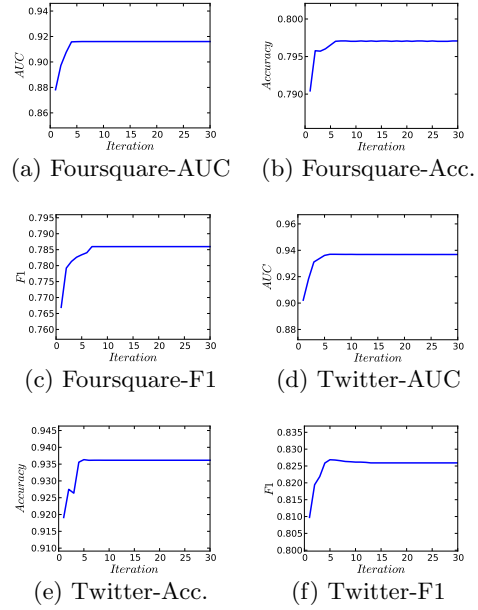 0.92
0.90
0.88
0.86
AUC
0 5 10 15 20 25 30
Iteration
(a) Foursquare-AUC
0.800
0.795
0.790
Accuracy
0 5 10 15 20 25 30
Iteration
(b) Foursquare-Acc.
0.795
0.790
0.785
0.780
0.775
0.770
0.765
0.760
F1
0 5 10 15 20 25 30
Iteration
(c) Foursquare-F1
0.96
0.94
0.92
0.90
0.88
AUC
0 5 10 15 20 25 30
Iteration
(d) Twitter-AUC
0.945
0.940
0.935
0.930
0.925
0.920
0.915
0.910
Accuracy
0 5 10 15 20 25 30
Iteration
(e) Twitter-Acc.
0.835
0.830
0.825
0.820
0.815
0.810
0.805
0.800
F1
0 5 10 15 20 25 30
Iteration
(f) Twitter-F1